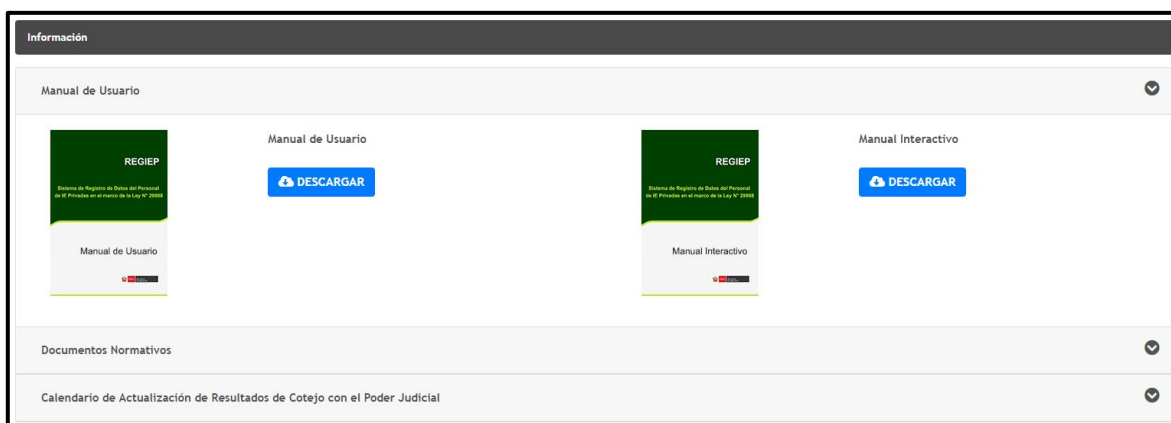 Información
Manual de Usuario
REGIEP
Sistema de Registro de Datos del Personal
de IE Privadas en el marco de la Ley N° 29988
Manual de Usuario
Manual de Usuario
DESCARGAR
REGIEP
Sistema de Registro de Datos del Personal
de IE Privadas en el marco de la Ley N° 29988
Manual Interactivo
Manual Interactivo
DESCARGAR
Documentos Normativos
Calendario de Actualización de Resultados de Cotejo con el Poder Judicial